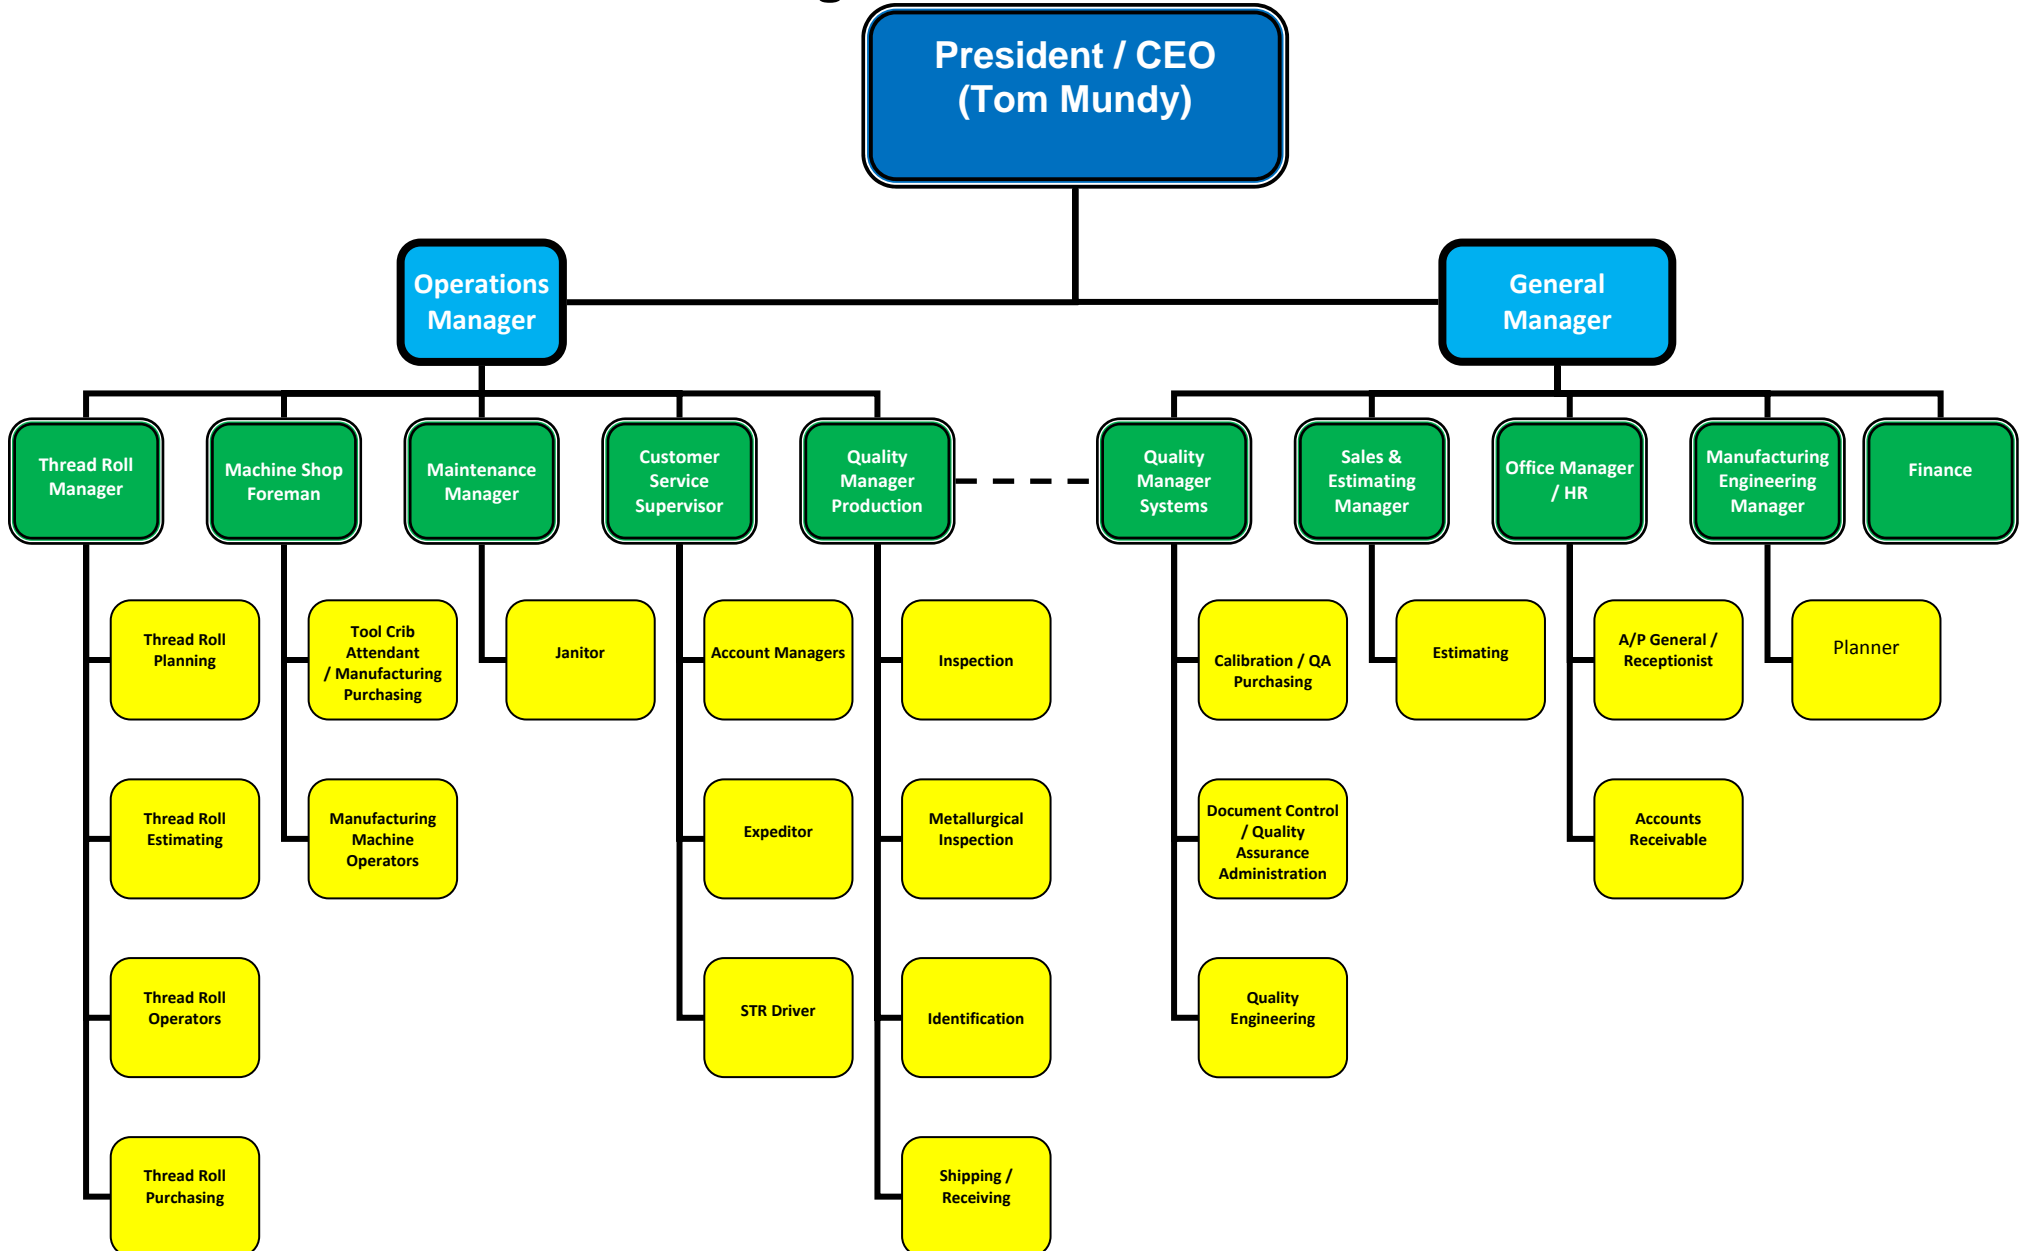 President / CEO
(Tom Mundy)
Operations
Manager
General
Manager
Thread Roll
Manager
Machine Shop
Foreman
Maintenance
Manager
Customer
Service
Supervisor
Quality
Manager
Production
Quality
Manager
Systems
Sales &
Estimating
Manager
Office Manager
/ HR
Manufacturing
Engineering
Manager
Finance
Thread Roll
Planning
Tool Crib
Attendant
/ Manufacturing
Purchasing
Janitor
Account Managers
Inspection
Calibration / QA
Purchasing
Estimating
A/P General /
Receptionist
Planner
Thread Roll
Estimating
Manufacturing
Machine
Operators
Expeditor
Metallurgical
Inspection
Document Control
/ Quality
Assurance
Administration
Accounts
Receivable
Thread Roll
Operators
STR Driver
Identification
Quality
Engineering
Thread Roll
Purchasing
Shipping /
Receiving